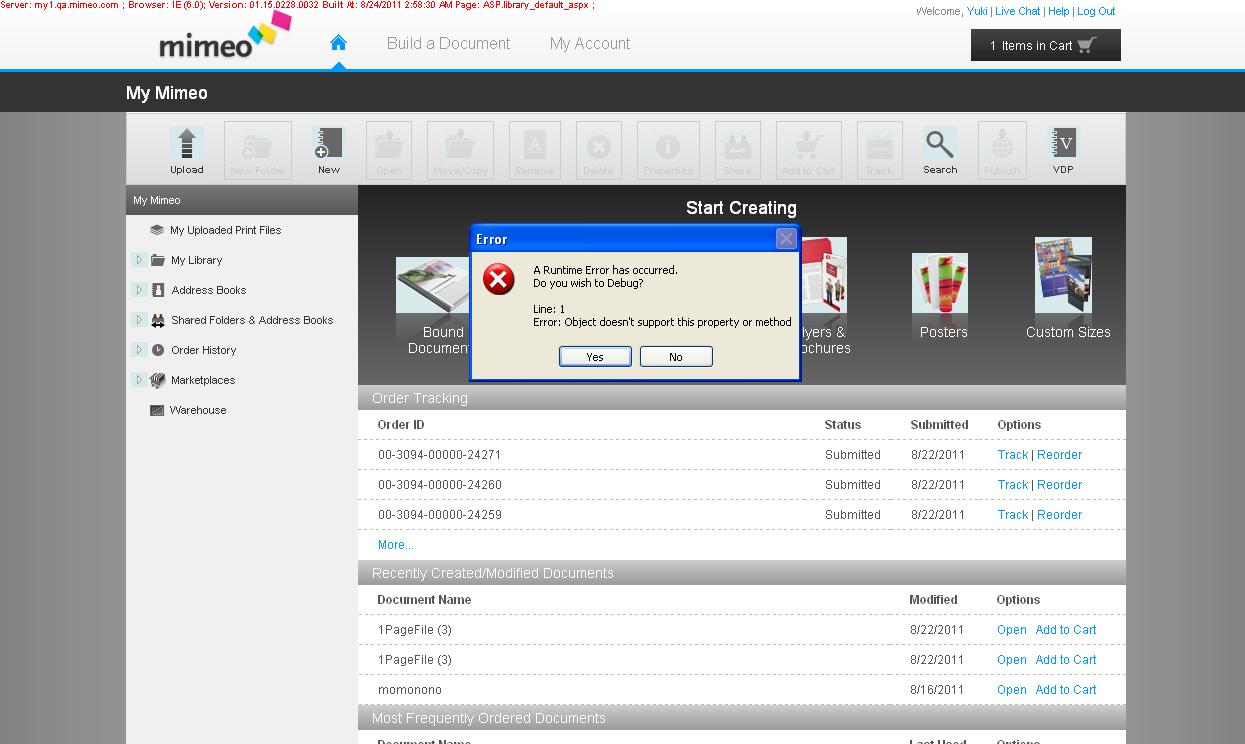 Server: my1.qa.mimeo.com ; Browser: IE (6.0); Version: 01.15.0228.0032 Built At: 8/24/2011 2:58:30 AM Page: ASP.library_default_aspx ;
Welcome, Yuki | Live Chat | Help | Log Out
mimeo
Build a Document
My Account
1 Items in Cart
My Mimeo
Upload
New Folder
New
Open
Move/Copy
Rename
Delete
Properties
Share
Add to Cart
Track
Search
Publish
VDP
My Mimeo
My Uploaded Print Files
My Library
Address Books
Shared Folders & Address Books
Order History
Marketplaces
Warehouse
Start Creating
Bound
Documen
Error
A Runtime Error has occurred.
Do you wish to Debug?
Line: 1
Error: Object doesn't support this property or method
Yes
No
lyers &
ochures
Posters
Custom Sizes
Order Tracking
Order ID Status Submitted Options
00-3094-00000-24271 Submitted 8/22/2011 Track | Reorder
00-3094-00000-24260 Submitted 8/22/2011 Track | Reorder
00-3094-00000-24259 Submitted 8/22/2011 Track | Reorder
More...
Recently Created/Modified Documents
Document Name Modified Options
1PageFile (3) 8/22/2011 Open Add to Cart
1PageFile (3) 8/22/2011 Open Add to Cart
momonono 8/16/2011 Open Add to Cart
Most Frequently Ordered Documents
Document Name Last Used Options